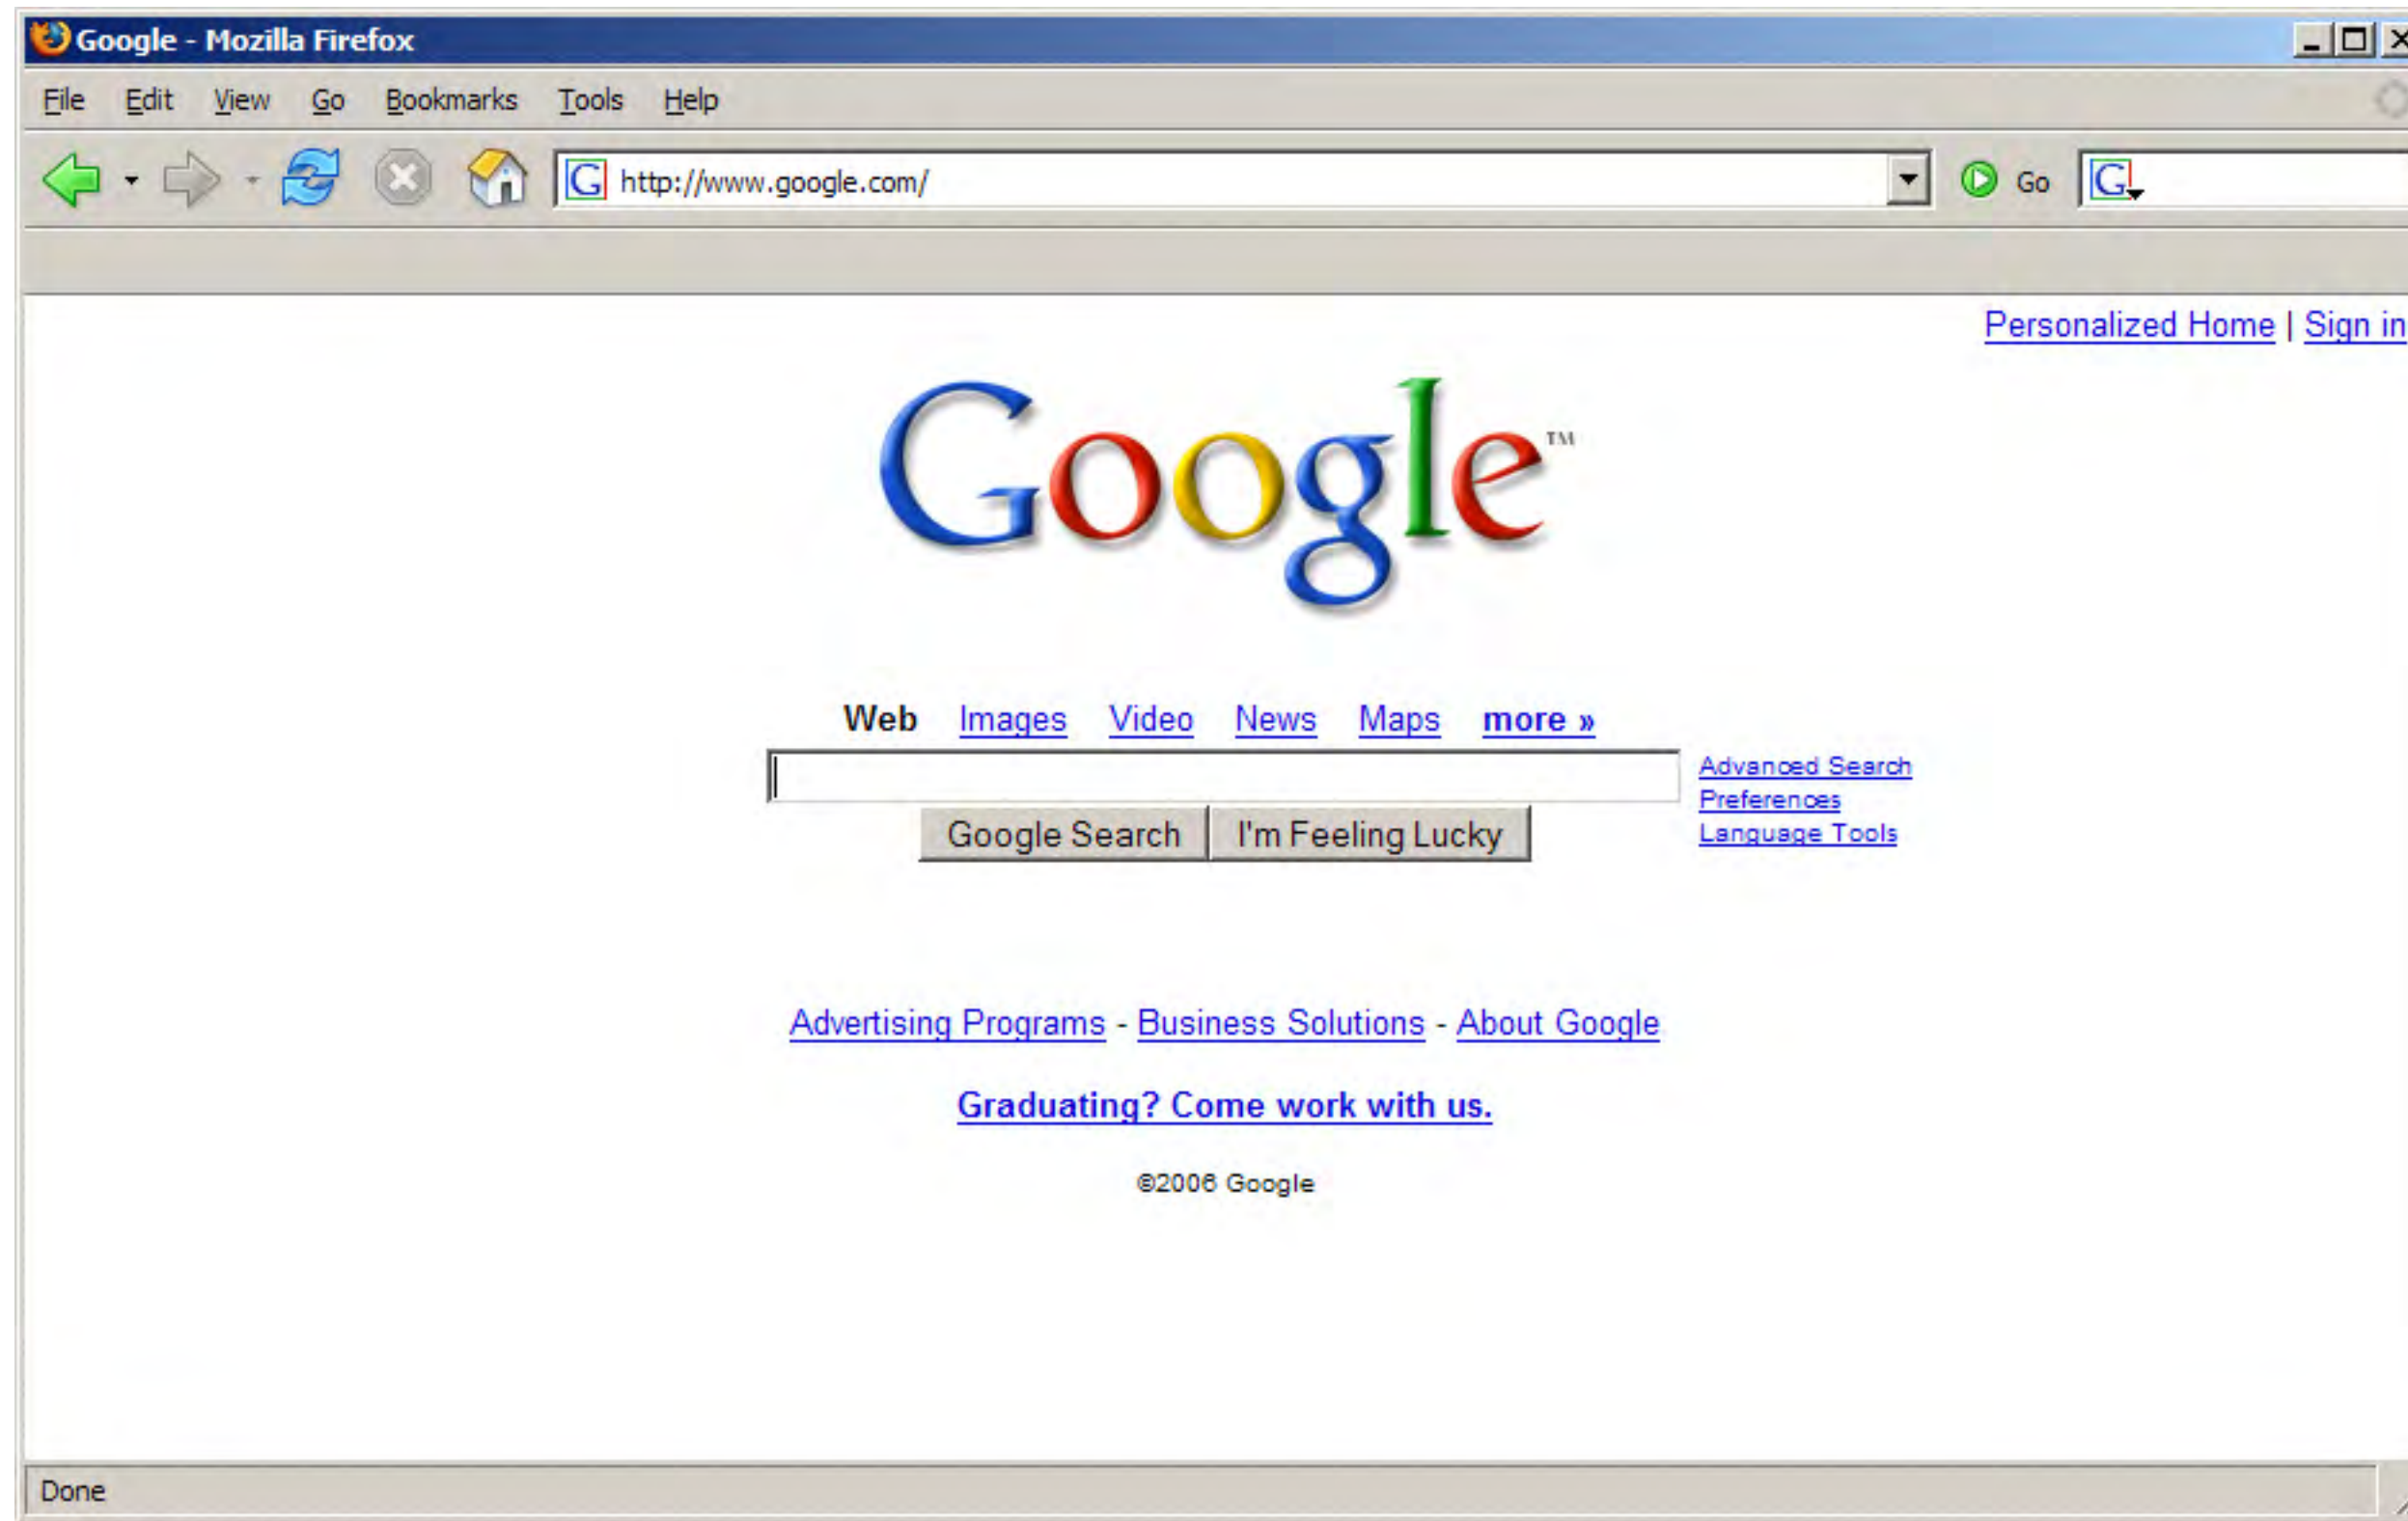 Google - Mozilla Firefox
File Edit View Go Bookmarks Tools Help
G http://www.google.com/ Go G
Personalized Home | Sign in
Google™
Web Images Video News Maps more »
Advanced Search
Preferences
Language Tools
Google Search I'm Feeling Lucky
Advertising Programs - Business Solutions - About Google
Graduating? Come work with us.
©2006 Google
Done